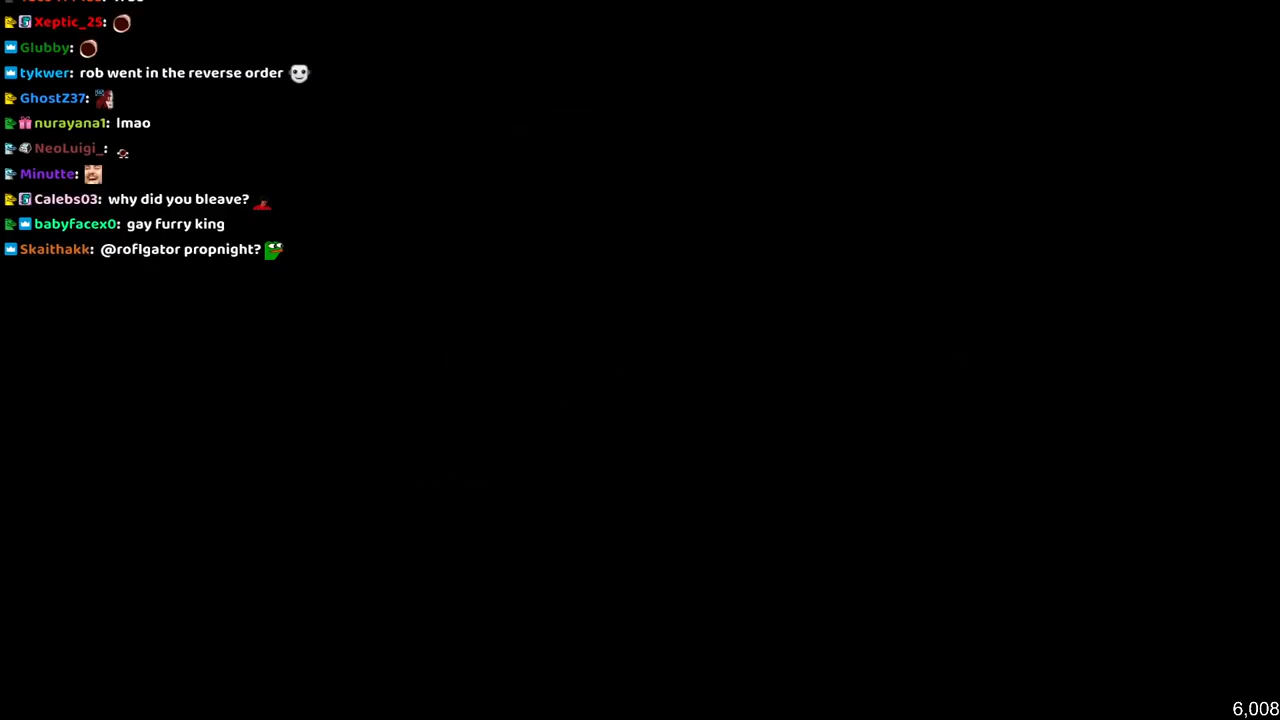 Xeptic_25:
Glubby:
tykwer: rob went in the reverse order
GhostZ37:
nurayana1: lmao
NeoLuigi_:
Minutte:
Calebs03: why did you bleave?
babyfacex0: gay furry king
Skaithakk: @roflgator propnight?
6,008